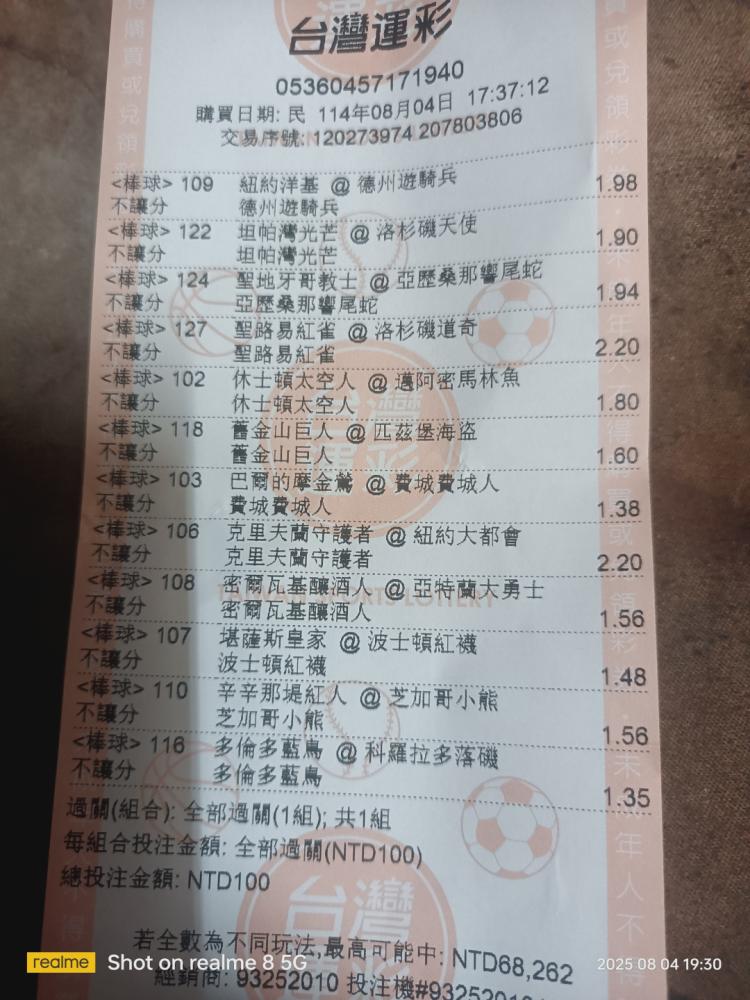 台灣運彩
05360457171940
購買日期: 民 114年08月04日 17:37:12
交易序號: 120273974 207803806
<棒球> 109 紐約洋基 @ 德州遊騎兵
不讓分 德州遊騎兵 1.98
<棒球> 122 坦帕灣光芒 @ 洛杉磯天使
不讓分 坦帕灣光芒 1.90
<棒球> 124 聖地牙哥教士 @ 亞歷桑那響尾蛇
不讓分 亞歷桑那響尾蛇 1.94
<棒球> 127 聖路易紅雀 @ 洛杉磯道奇
不讓分 聖路易紅雀 2.20
<棒球> 102 休士頓太空人 @ 邁阿密馬林魚
不讓分 休士頓太空人 1.80
<棒球> 118 舊金山巨人 @ 匹茲堡海盜
不讓分 舊金山巨人 1.60
<棒球> 103 巴爾的摩金鶯 @ 費城費城人
不讓分 費城費城人 1.38
<棒球> 106 克里夫蘭守護者 @ 紐約大都會
不讓分 克里夫蘭守護者 2.20
<棒球> 108 密爾瓦基釀酒人 @ 亞特蘭大勇士
不讓分 密爾瓦基釀酒人 1.56
<棒球> 107 堪薩斯皇家 @ 波士頓紅襪
不讓分 波士頓紅襪 1.48
<棒球> 110 辛辛那堤紅人 @ 芝加哥小熊
不讓分 芝加哥小熊 1.56
<棒球> 116 多倫多藍鳥 @ 科羅拉多落磯
不讓分 多倫多藍鳥 1.35
過關(組合): 全部過關(1組); 共1組
每組合投注金額: 全部過關(NTD100)
總投注金額: NTD100
若全數為不同玩法,最高可能中: NTD68,262
經銷商: 93252010 投注機#93252010
realme Shot on realme 8 5G
2025 08 04 19:30